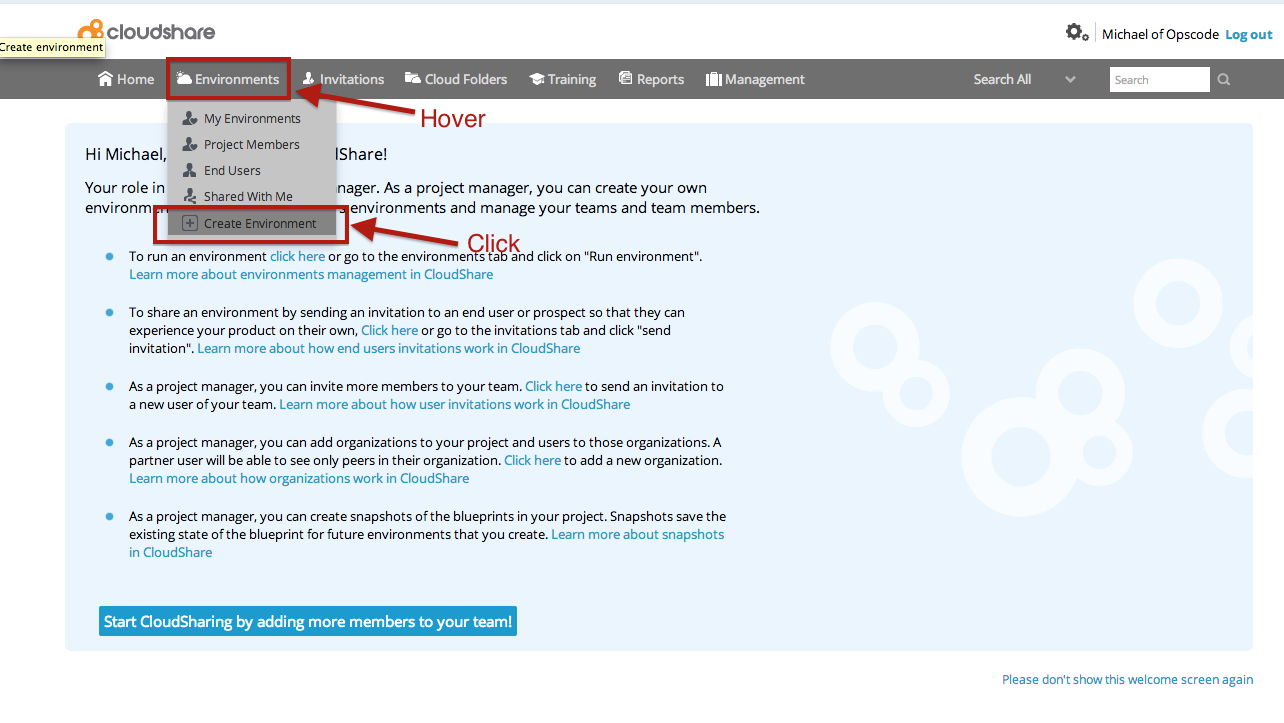 cloudshare
Michael of Opscode Log out
Create environment
Home Environments Invitations Cloud Folders Training Reports Management Search All Search
Hover
My Environments
Project Members
End Users
Shared With Me
Create Environment
Click
Hi Michael, dShare!
Your role in nager. As a project manager, you can create your own
environmen s environments and manage your teams and team members.
To run an environment click here or go to the environments tab and click on "Run environment".
Learn more about environments management in CloudShare
To share an environment by sending an invitation to an end user or prospect so that they can
experience your product on their own, Click here or go to the invitations tab and click "send
invitation". Learn more about how end users invitations work in CloudShare
As a project manager, you can invite more members to your team. Click here to send an invitation to
a new user of your team. Learn more about how user invitations work in CloudShare
As a project manager, you can add organizations to your project and users to those organizations. A
partner user will be able to see only peers in their organization. Click here to add a new organization.
Learn more about how organizations work in CloudShare
As a project manager, you can create snapshots of the blueprints in your project. Snapshots save the
existing state of the blueprint for future environments that you create. Learn more about snapshots
in CloudShare
Start CloudSharing by adding more members to your team!
Please don't show this welcome screen again